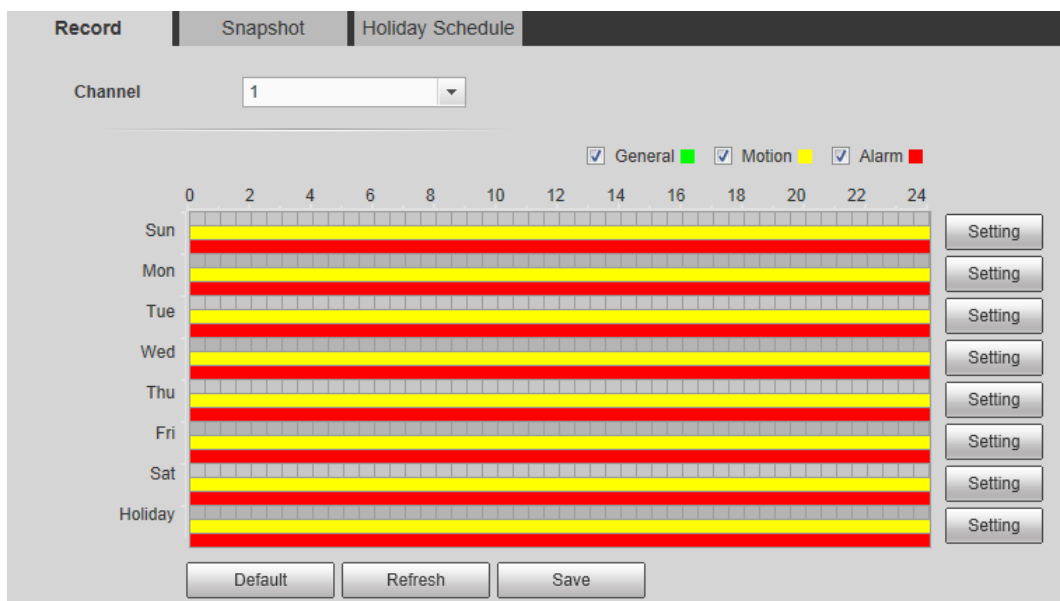 Record Snapshot Holiday Schedule
Channel 1
General Motion Alarm
0 2 4 6 8 10 12 14 16 18 20 22 24
Sun Setting
Mon Setting
Tue Setting
Wed Setting
Thu Setting
Fri Setting
Sat Setting
Holiday Setting
Default Refresh Save